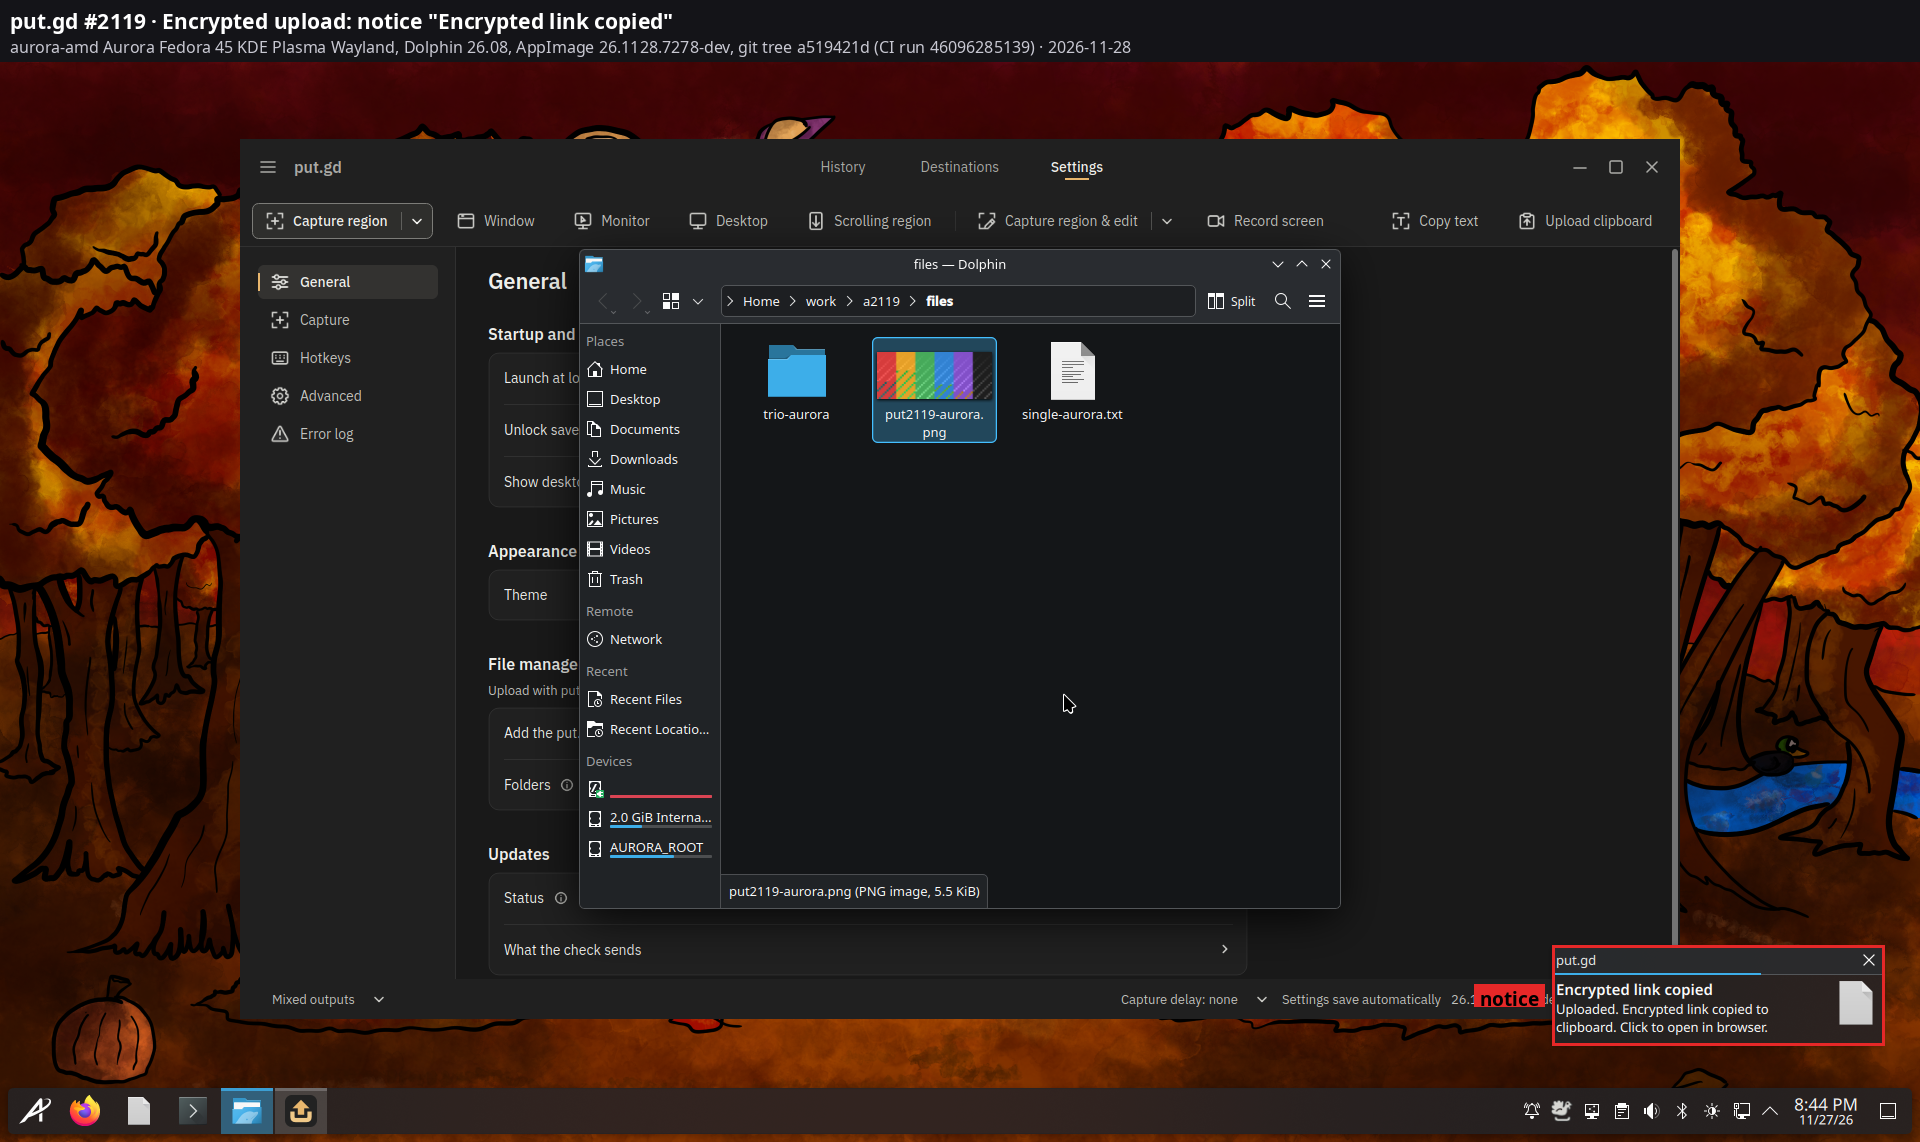 put.gd #2119 · Encrypted upload: notice "Encrypted link copied"
aurora-amd Aurora Fedora 45 KDE Plasma Wayland, Dolphin 26.08, AppImage 26.1128.7278-dev, git tree a519421d (CI run 46096285139) · 2026-11-28
put.gd
History
Destinations
Settings
Capture region
Window
Monitor
Desktop
Scrolling region
Capture region & edit
Record screen
Copy text
Upload clipboard
General
Capture
Hotkeys
Advanced
Error log
General
Startup and
Launch at lo
Unlock save
Show deskt
Appearance
Theme
File manage
Upload with put
Add the put.
Folders
Updates
Status
What the check sends
files — Dolphin
Home
work
a2119
files
Split
Places
Home
Desktop
Documents
Downloads
Music
Pictures
Videos
Trash
Remote
Network
Recent
Recent Files
Recent Locatio...
Devices
2.0 GiB Interna...
AURORA_ROOT
trio-aurora
put2119-aurora.
png
single-aurora.txt
put2119-aurora.png (PNG image, 5.5 KiB)
Mixed outputs
Capture delay: none
Settings save automatically
26.1
notice
put.gd
Encrypted link copied
Uploaded. Encrypted link copied to
clipboard. Click to open in browser.
8:44 PM
11/27/26